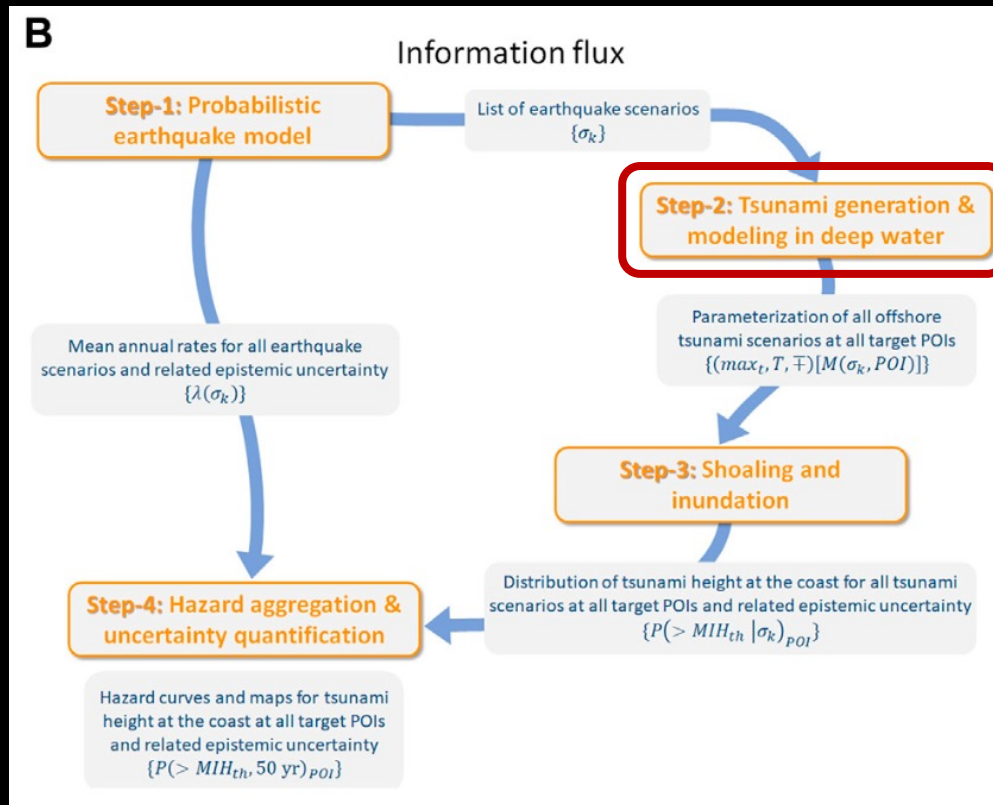 B
Information flux
Step-1: Probabilistic
earthquake model
List of earthquake scenarios
{σₖ}
Step-2: Tsunami generation &
modeling in deep water
Parameterization of all offshore
tsunami scenarios at all target POIs
{(maxₜ, T, ∓)[M(σₖ, POI)]}
Mean annual rates for all earthquake
scenarios and related epistemic uncertainty
{λ(σₖ)}
Step-3: Shoaling and
inundation
Distribution of tsunami height at the coast for all tsunami
scenarios at all target POIs and related epistemic uncertainty
{P(> MIH_th |σₖ)_POI}
Step-4: Hazard aggregation &
uncertainty quantification
Hazard curves and maps for tsunami
height at the coast at all target POIs
and related epistemic uncertainty
{P(> MIH_th, 50 yr)_POI}